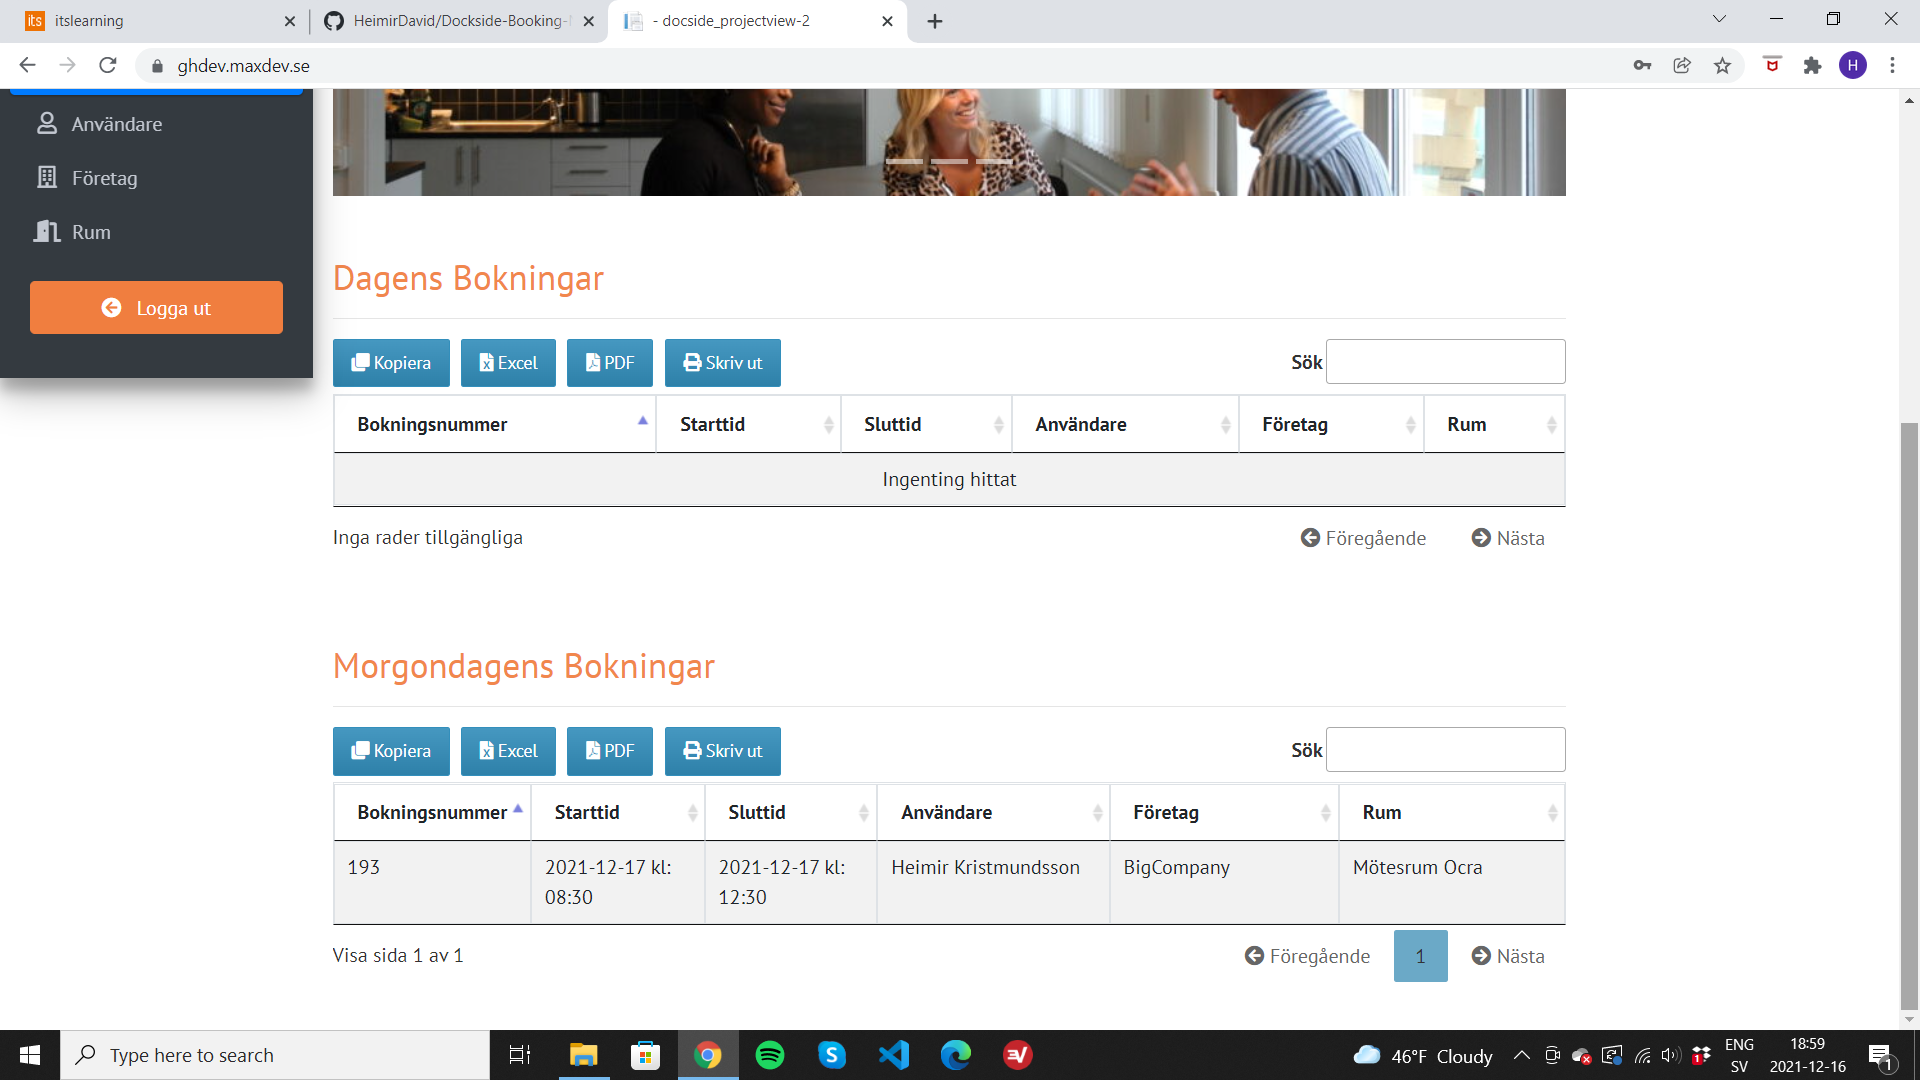 itslearning
HeimirDavid/Dockside-Booking-
- docside_projectview-2
ghdev.maxdev.se
H
Användare
Företag
Rum
Logga ut
Dagens Bokningar
Kopiera Excel PDF Skriv ut
Sök
Bokningsnummer Starttid Sluttid Användare Företag Rum
Ingenting hittat
Inga rader tillgängliga
Föregående Nästa
Morgondagens Bokningar
Kopiera Excel PDF Skriv ut
Sök
Bokningsnummer Starttid Sluttid Användare Företag Rum
193 2021-12-17 kl: 2021-12-17 kl: Heimir Kristmundsson BigCompany Mötesrum Ocra
08:30 12:30
Visa sida 1 av 1
Föregående 1 Nästa
Type here to search
46°F Cloudy
ENG
SV
18:59
2021-12-16
1